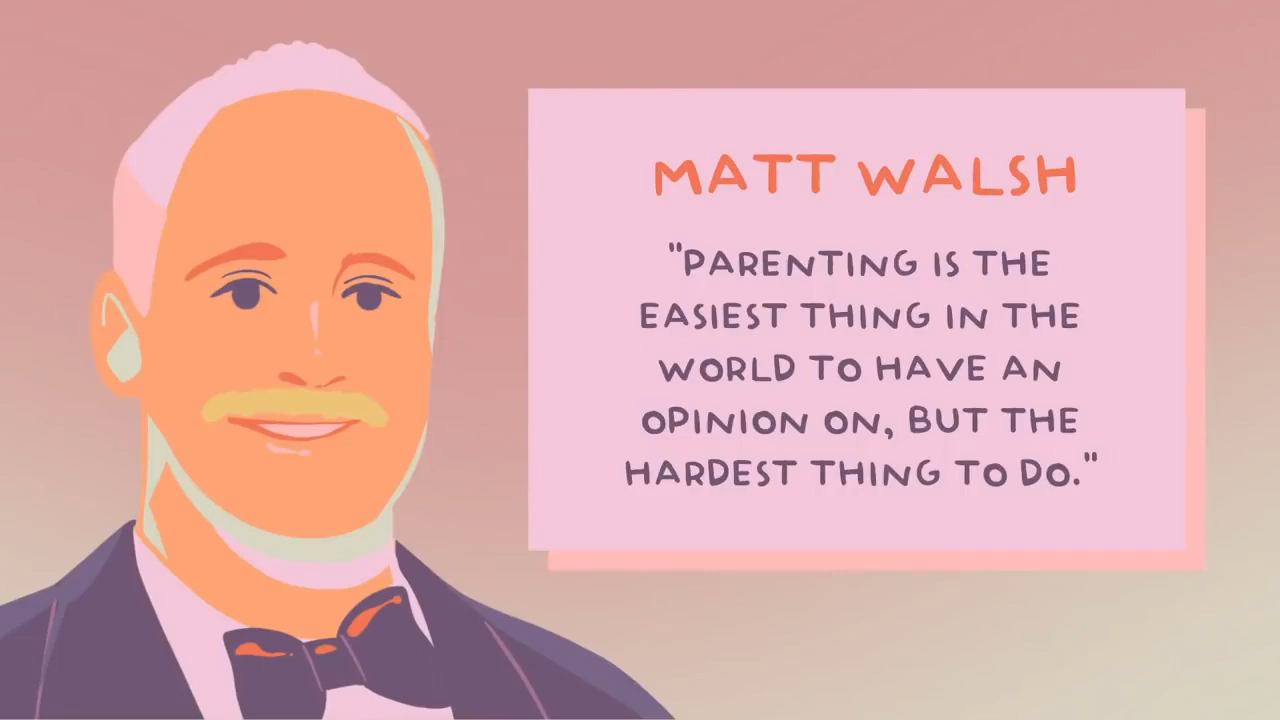 MATT WALSH
"PARENTING IS THE
EASIEST THING IN THE
WORLD TO HAVE AN
OPINION ON, BUT THE
HARDEST THING TO DO."